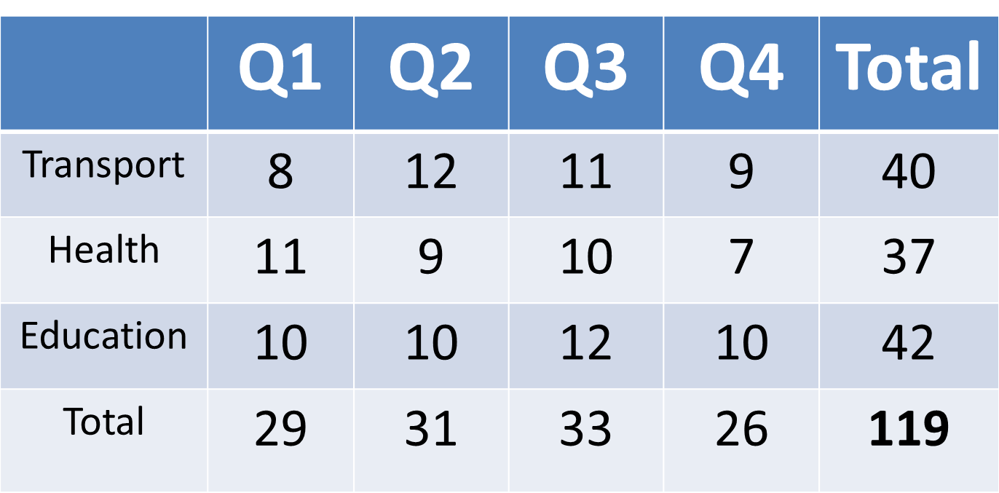 Q1 Q2 Q3 Q4 Total
Transport 8 12 11 9 40
Health 11 9 10 7 37
Education 10 10 12 10 42
Total 29 31 33 26 119